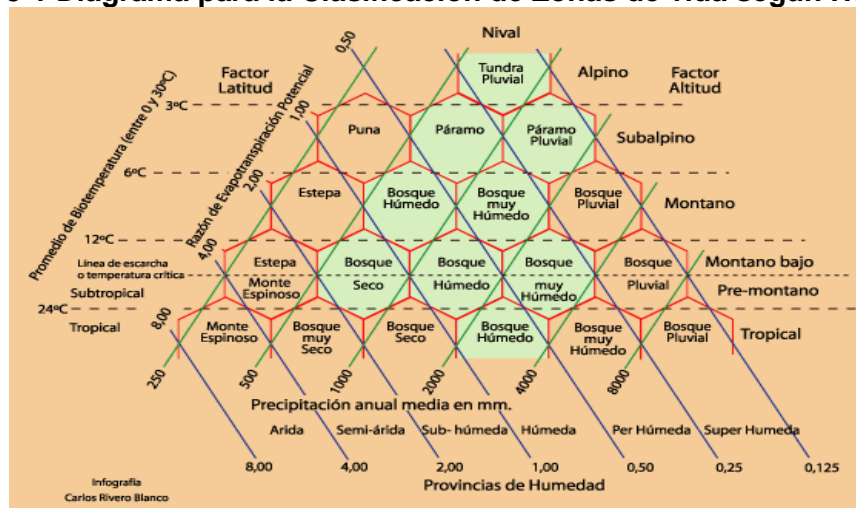 Nival
0,50
Factor
Latitud
Tundra
Pluvial
Alpino
Factor
Altitud
3ºC
Promedio de Biotemperatura (entre 0 y 30ºC)
Razón de Evapotranspiración Potencial
1,00
Puna
Páramo
Páramo
Pluvial
Subalpino
6ºC
2,00
Estepa
Bosque
Húmedo
Bosque
muy
Húmedo
Bosque
Pluvial
Montano
12ºC
4,00
Línea de escarcha
o temperatura crítica
Estepa
Monte
Espinoso
Bosque
Seco
Bosque
Húmedo
Bosque
muy
Húmedo
Bosque
Pluvial
Montano bajo
Subtropical
Pre-montano
24ºC
8,00
Tropical
Monte
Espinoso
Bosque
muy
Seco
Bosque
Seco
Bosque
Húmedo
Bosque
muy
Húmedo
Bosque
Pluvial
Tropical
250
500
1000
2000
4000
8000
Precipitación anual media en mm.
Arida
Semi-árida
Sub- húmeda
Húmeda
Per Húmeda
Super Humeda
8,00
4,00
2,00
1,00
0,50
0,25
0,125
Provincias de Humedad
Infografía
Carlos Rivero Blanco